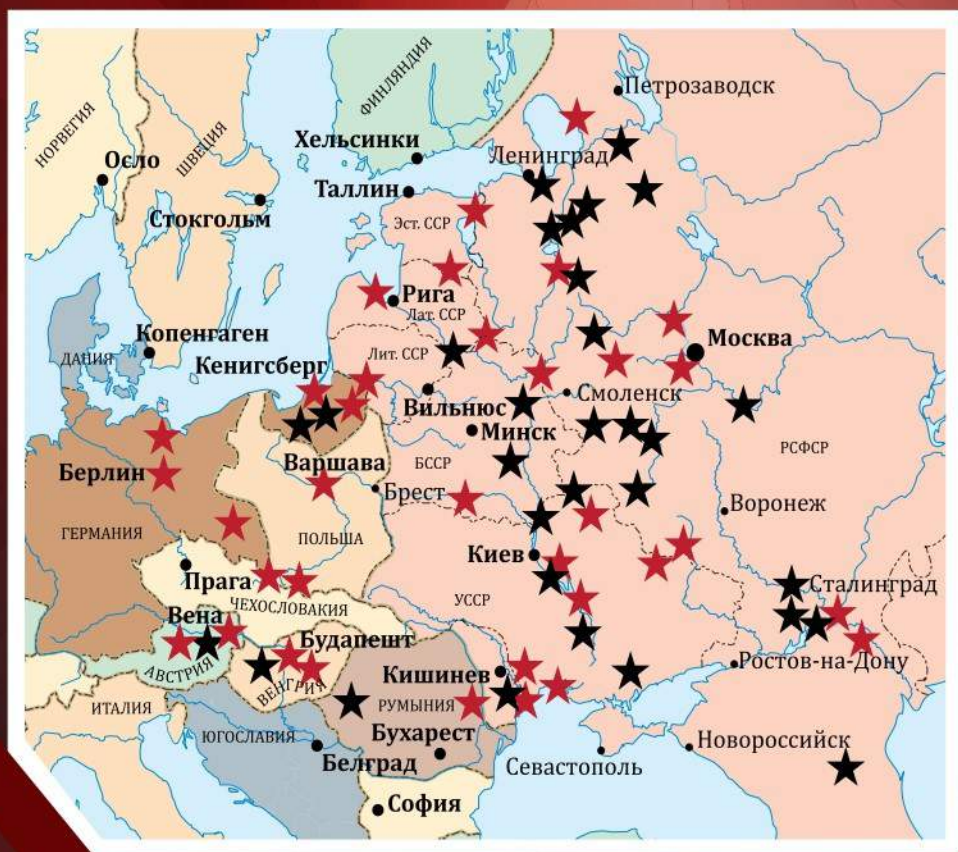 Петрозаводск
ФИНЛЯНДИЯ
НОРВЕГИЯ
ШВЕЦИЯ
Хельсинки
Ленинград
Осло
Таллин
Стокгольм
Эст. ССР
Рига
Лат. ССР
Москва
Копенгаген
ДАНИЯ
Лит. ССР
Кенигсберг
Смоленск
Вильнюс
Минск
РСФСР
Варшава
БССР
Берлин
Брест
Воронеж
ГЕРМАНИЯ
ПОЛЬША
Киев
Прага
Сталинград
ЧЕХОСЛОВАКИЯ
УССР
Вена
Будапешт
АВСТРИЯ
Ростов-на-Дону
Кишинев
ВЕНГРИЯ
ИТАЛИЯ
РУМЫНИЯ
ЮГОСЛАВИЯ
Бухарест
Новороссийск
Белград
Севастополь
София